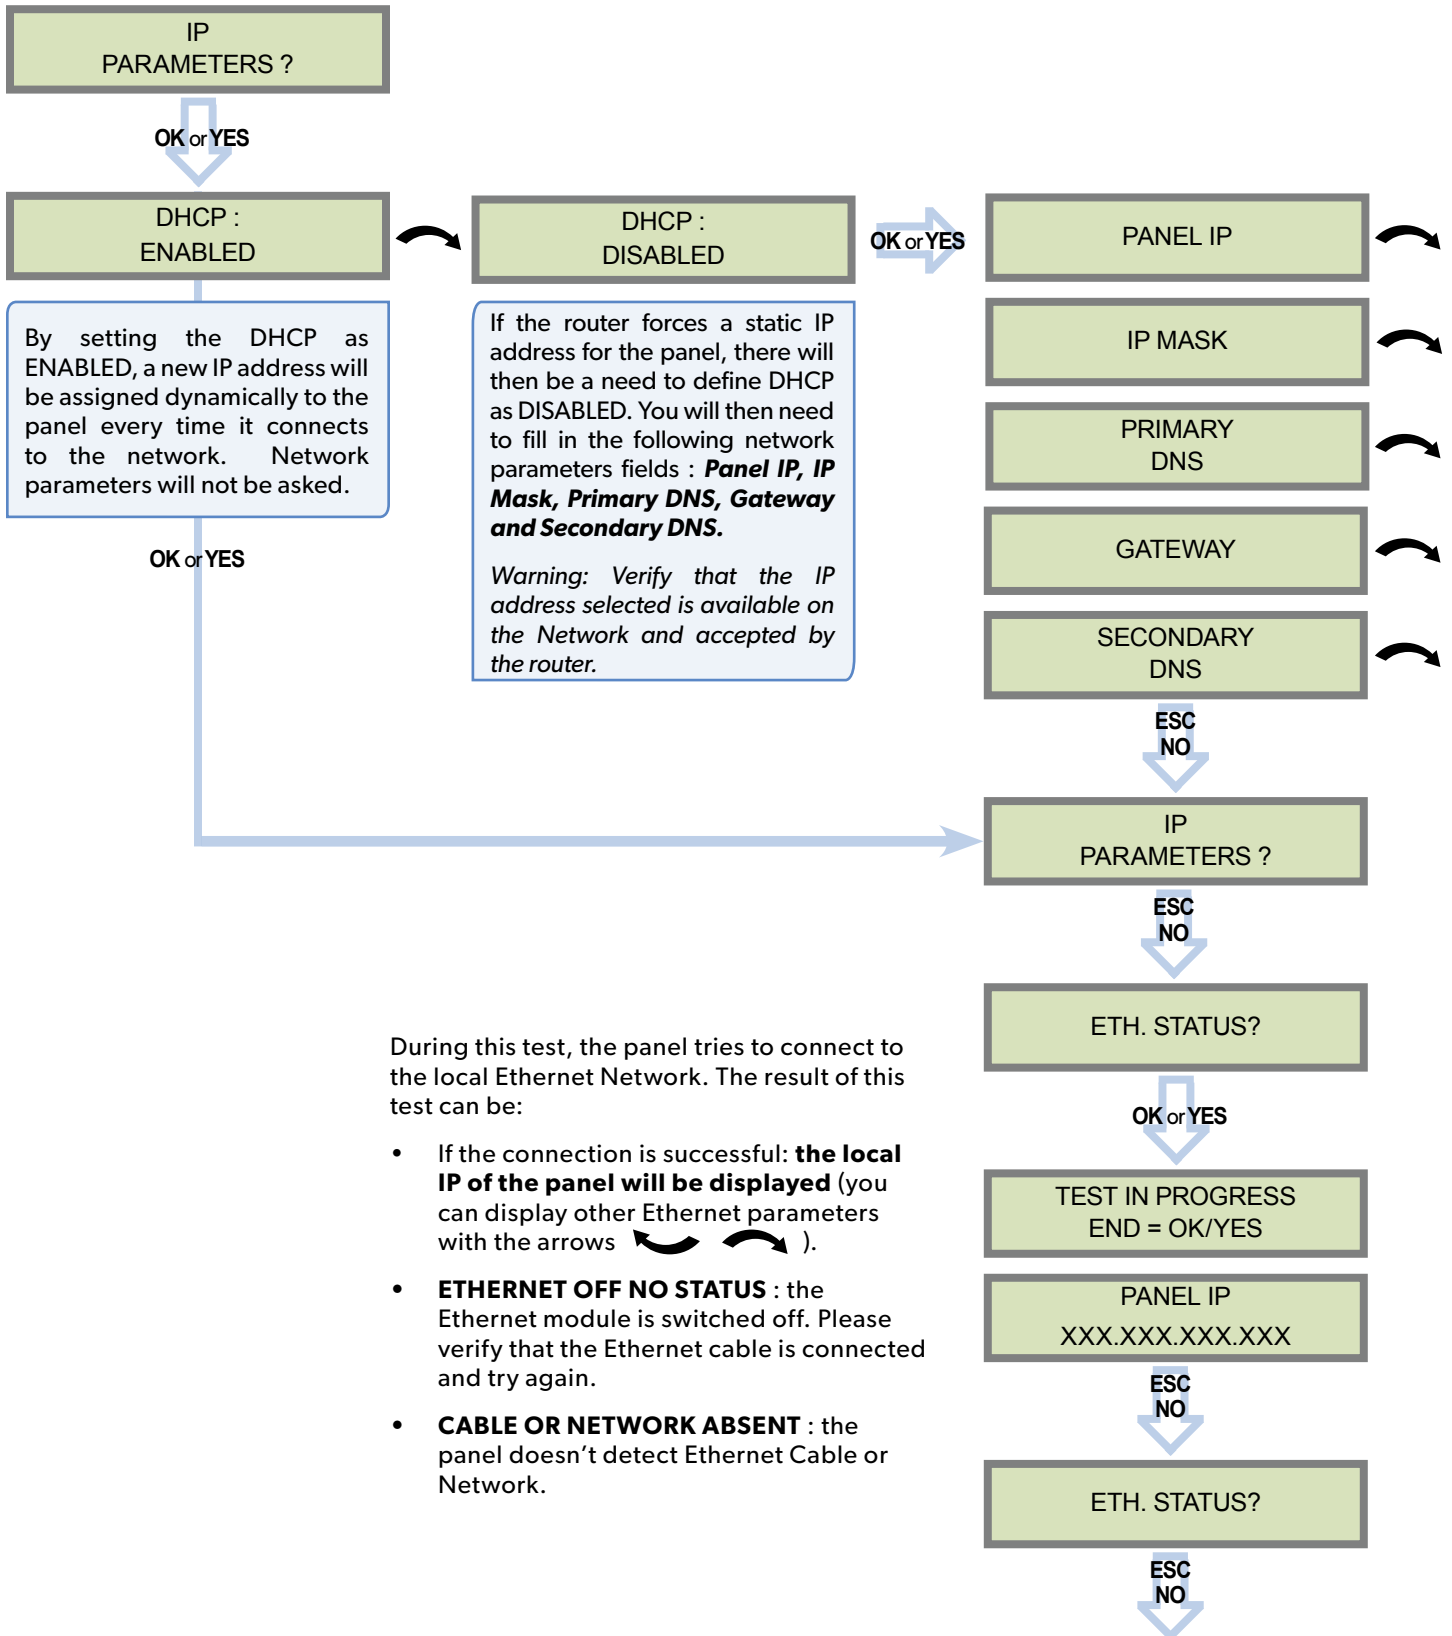 IP
PARAMETERS ?
OK or YES
DHCP :
ENABLED
By setting the DHCP as
ENABLED, a new IP address will
be assigned dynamically to the
panel every time it connects
to the network. Network
parameters will not be asked.
OK or YES
DHCP :
DISABLED
If the router forces a static IP
address for the panel, there will
then be a need to define DHCP
as DISABLED. You will then need
to fill in the following network
parameters fields : Panel IP, IP
Mask, Primary DNS, Gateway
and Secondary DNS.
Warning: Verify that the IP
address selected is available on
the Network and accepted by
the router.
OK or YES
PANEL IP
IP MASK
PRIMARY
DNS
GATEWAY
SECONDARY
DNS
ESC
NO
IP
PARAMETERS ?
ESC
NO
ETH. STATUS?
OK or YES
During this test, the panel tries to connect to
the local Ethernet Network. The result of this
test can be:
• If the connection is successful: the local
IP of the panel will be displayed (you
can display other Ethernet parameters
with the arrows ).
• ETHERNET OFF NO STATUS : the
Ethernet module is switched off. Please
verify that the Ethernet cable is connected
and try again.
• CABLE OR NETWORK ABSENT : the
panel doesn’t detect Ethernet Cable or
Network.
TEST IN PROGRESS
END = OK/YES
PANEL IP
XXX.XXX.XXX.XXX
ESC
NO
ETH. STATUS?
ESC
NO